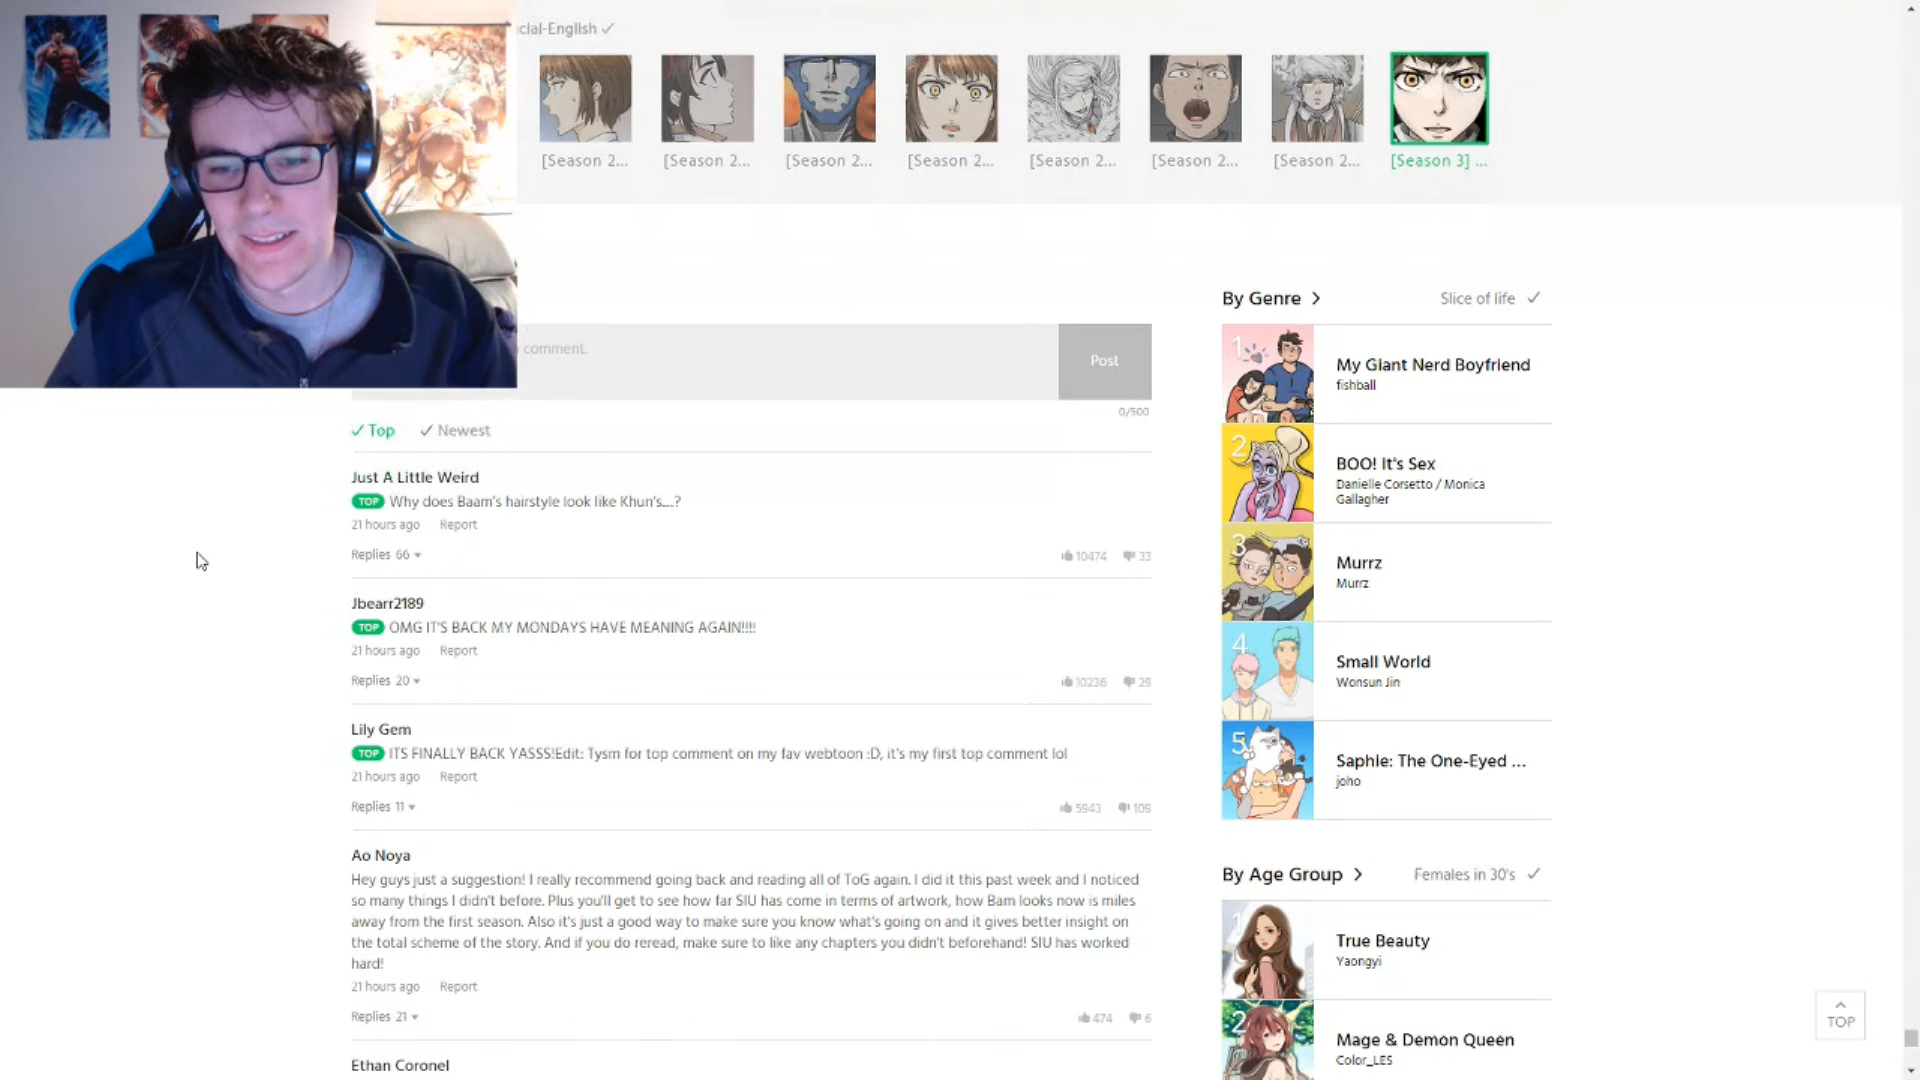 cial-English
[Season 2...
[Season 2...
[Season 2...
[Season 2...
[Season 2...
[Season 2...
[Season 2...
[Season 3] ...
comment.
Post
0/500
Top
Newest
Just A Little Weird
TOP Why does Baam's hairstyle look like Khun's....?
21 hours ago Report
Replies 66
10474 33
Jbearr2189
TOP OMG IT'S BACK MY MONDAYS HAVE MEANING AGAIN!!!!
21 hours ago Report
Replies 20
10236 29
Lily Gem
TOP ITS FINALLY BACK YASSS!Edit: Tysm for top comment on my fav webtoon :D, it's my first top comment lol
21 hours ago Report
Replies 11
5943 109
Ao Noya
Hey guys just a suggestion! I really recommend going back and reading all of ToG again. I did it this past week and I noticed
so many things I didn't before. Plus you'll get to see how far SIU has come in terms of artwork, how Bam looks now is miles
away from the first season. Also it's just a good way to make sure you know what's going on and it gives better insight on
the total scheme of the story. And if you do reread, make sure to like any chapters you didn't beforehand! SIU has worked
hard!
21 hours ago Report
Replies 21
474 6
Ethan Coronel
By Genre
Slice of life
1
My Giant Nerd Boyfriend
fishball
2
BOO! It's Sex
Danielle Corsetto / Monica
Gallagher
3
Murrz
Murrz
4
Small World
Wonsun Jin
5
Saphie: The One-Eyed ...
joho
By Age Group
Females in 30's
1
True Beauty
Yaongyi
2
Mage & Demon Queen
Color_LES
TOP